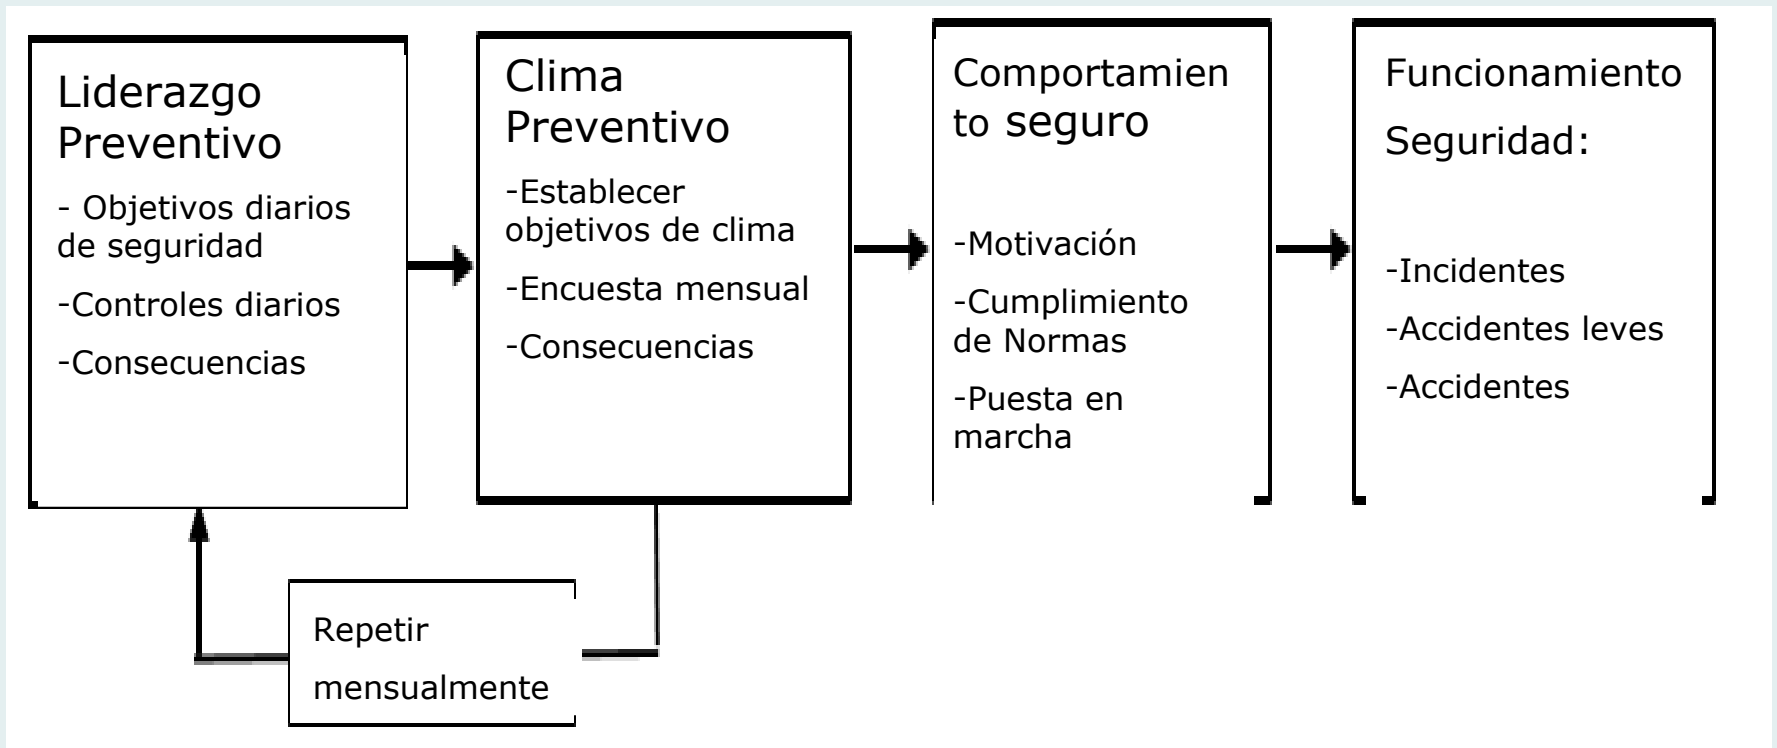 Liderazgo
Preventivo
- Objetivos diarios
de seguridad
-Controles diarios
-Consecuencias
Clima
Preventivo
-Establecer
objetivos de clima
-Encuesta mensual
-Consecuencias
Comportamien
to seguro
-Motivación
-Cumplimiento
de Normas
-Puesta en
marcha
Funcionamiento
Seguridad:
-Incidentes
-Accidentes leves
-Accidentes
Repetir
mensualmente